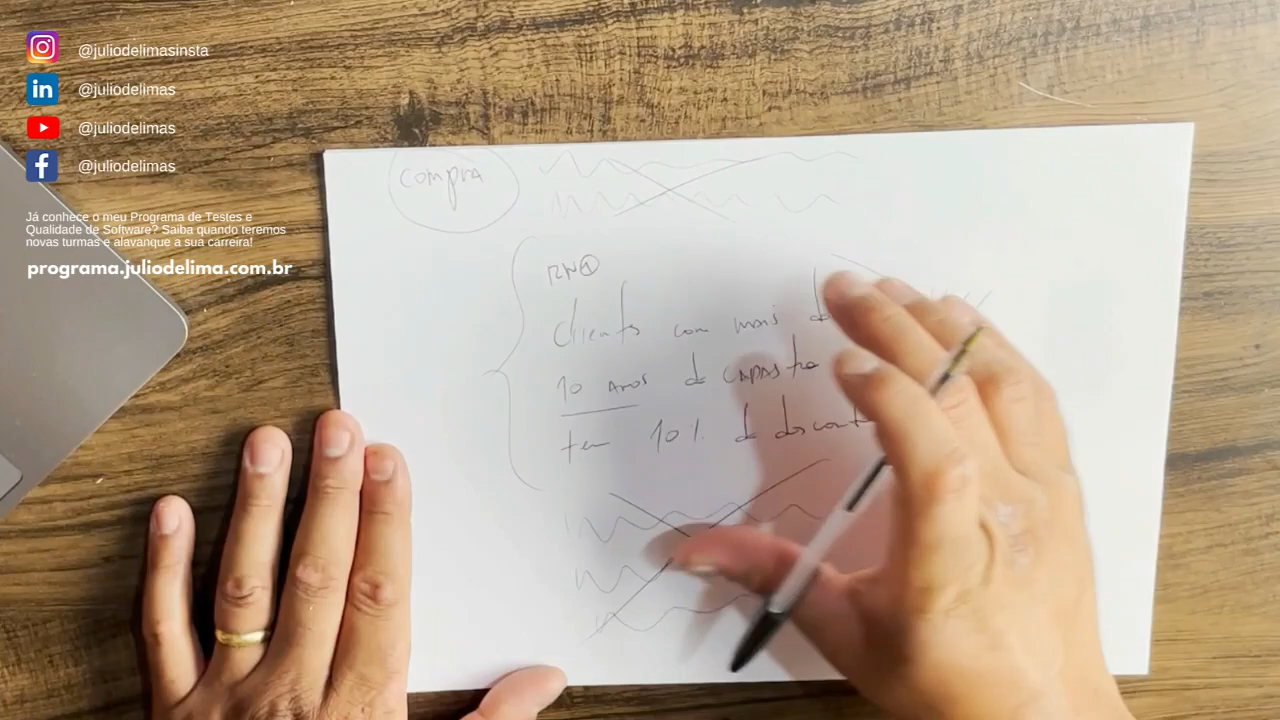 @juliodelimasinsta
@juliodelimas
@juliodelimas
@juliodelimas
Já conhece o meu Programa de Testes e
Qualidade de Software? Saiba quando teremos
novas turmas e alavanque a sua carreira!
programa.juliodelima.com.br
Compra
RN①
Clientes com mais de
10 anos de cadastro
tem 10% de desconto